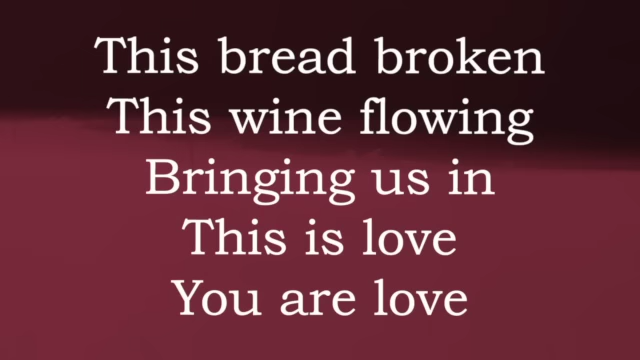 This bread broken
This wine flowing
Bringing us in
This is love
You are love